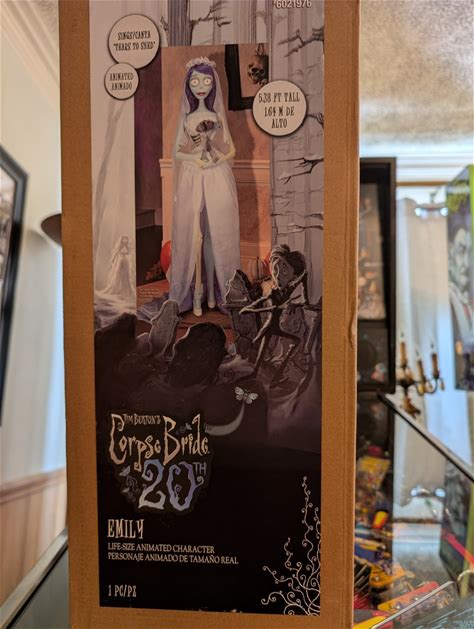 6021976
SINGS/CANTA
"TEARS TO SHED"
ANIMATED
ANIMADO
5.38 FT TALL
1.64 M DE
ALTO
TIM BURTON'S
Corpse Bride
20TH
EMILY
LIFE-SIZE ANIMATED CHARACTER
PERSONAJE ANIMADO DE TAMAÑO REAL
1 PC/PZ